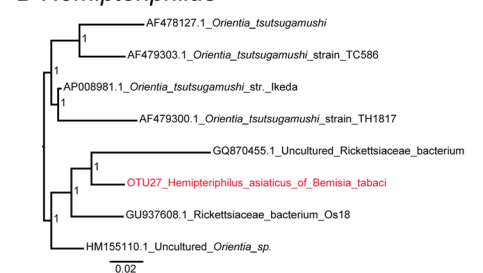 AF478127.1_Orientia_tsutsugamushi
1
AF479303.1_Orientia_tsutsugamushi_strain_TC586
1
AP008981.1_Orientia_tsutsugamushi_str._Ikeda
1
AF479300.1_Orientia_tsutsugamushi_strain_TH1817
GQ870455.1_Uncultured_Rickettsiaceae_bacterium
1
OTU27_Hemipteriphilus_asiaticus_of_Bemisia_tabaci
1
GU937608.1_Rickettsiaceae_bacterium_Os18
1
HM155110.1_Uncultured_Orientia_sp.
0.02